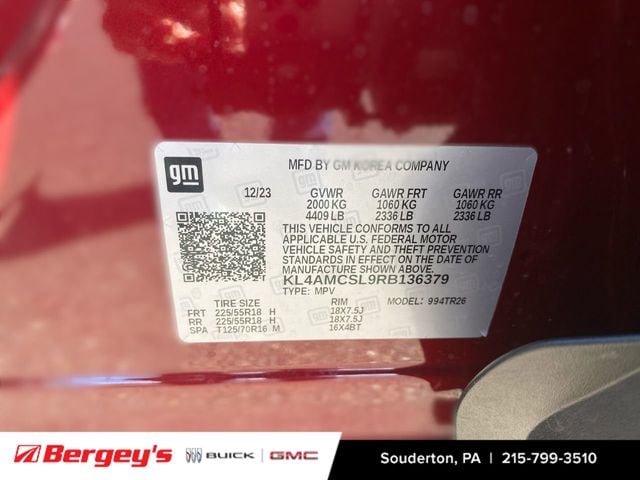 gm
MFD BY GM KOREA COMPANY
12/23 GVWR GAWR FRT GAWR RR
2000 KG 1060 KG 1060 KG
4409 LB 2336 LB 2336 LB
THIS VEHICLE CONFORMS TO ALL
APPLICABLE U.S. FEDERAL MOTOR
VEHICLE SAFETY AND THEFT PREVENTION
STANDARDS IN EFFECT ON THE DATE OF
MANUFACTURE SHOWN ABOVE.
KL4AMCSL9RB136379
TYPE: MPV MODEL: 994TR26
TIRE SIZE RIM
FRT 225/55R18 H 18X7.5J
RR 225/55R18 H 18X7.5J
SPA T125/70R16 M 16X4BT
Bergey's BUICK GMC Souderton, PA | 215-799-3510